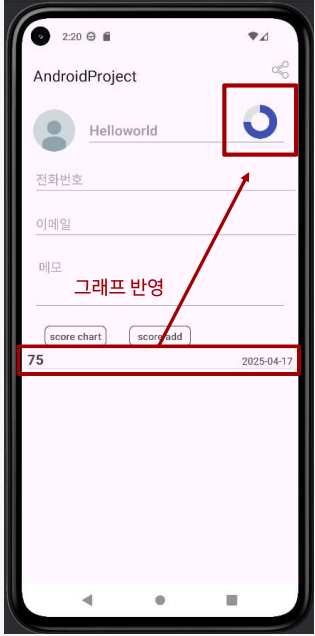 2:20
AndroidProject
Helloworld
전화번호
이메일
메모
그래프 반영
score chart
score add
75
2025-04-17